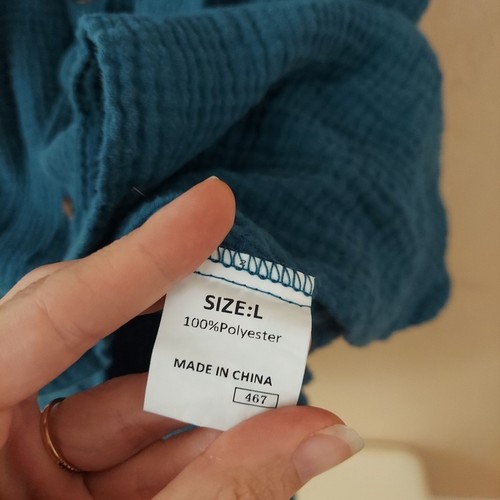 SIZE:L
100%Polyester
MADE IN CHINA
467